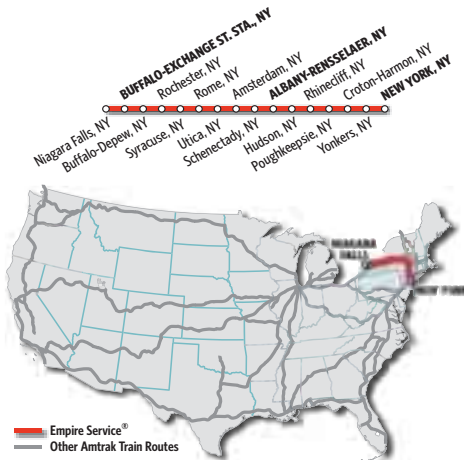 Niagara Falls, NY
BUFFALO-EXCHANGE ST. STA., NY
Buffalo-Depew, NY
Rochester, NY
Syracuse, NY
Rome, NY
Utica, NY
Amsterdam, NY
Schenectady, NY
ALBANY-RENSSELAER, NY
Hudson, NY
Rhinecliff, NY
Poughkeepsie, NY
Croton-Harmon, NY
Yonkers, NY
NEW YORK, NY
NIAGARA
FALLS
NEW YORK
Empire Service®
Other Amtrak Train Routes